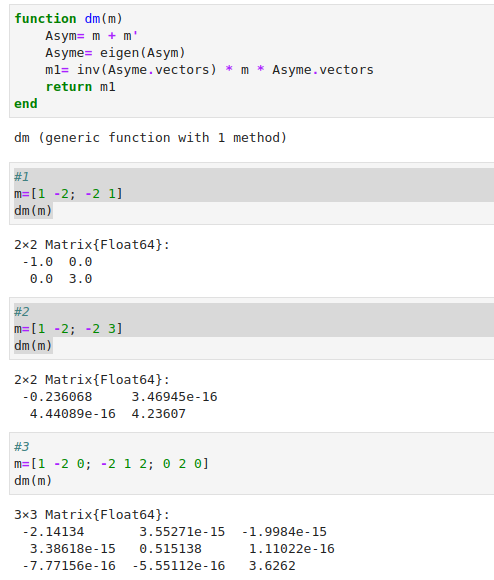 function dm(m)
    Asym= m + m'
    Asyme= eigen(Asym)
    m1= inv(Asyme.vectors) * m * Asyme.vectors
    return m1
end
dm (generic function with 1 method)
#1
m=[1 -2; -2 1]
dm(m)
2×2 Matrix{Float64}:
 -1.0  0.0
  0.0  3.0
#2
m=[1 -2; -2 3]
dm(m)
2×2 Matrix{Float64}:
 -0.236068     3.46945e-16
  4.44089e-16  4.23607
#3
m=[1 -2 0; -2 1 2; 0 2 0]
dm(m)
3×3 Matrix{Float64}:
 -2.14134       3.55271e-15  -1.9984e-15
  3.38618e-15   0.515138      1.11022e-16
 -7.77156e-16  -5.55112e-16   3.6262